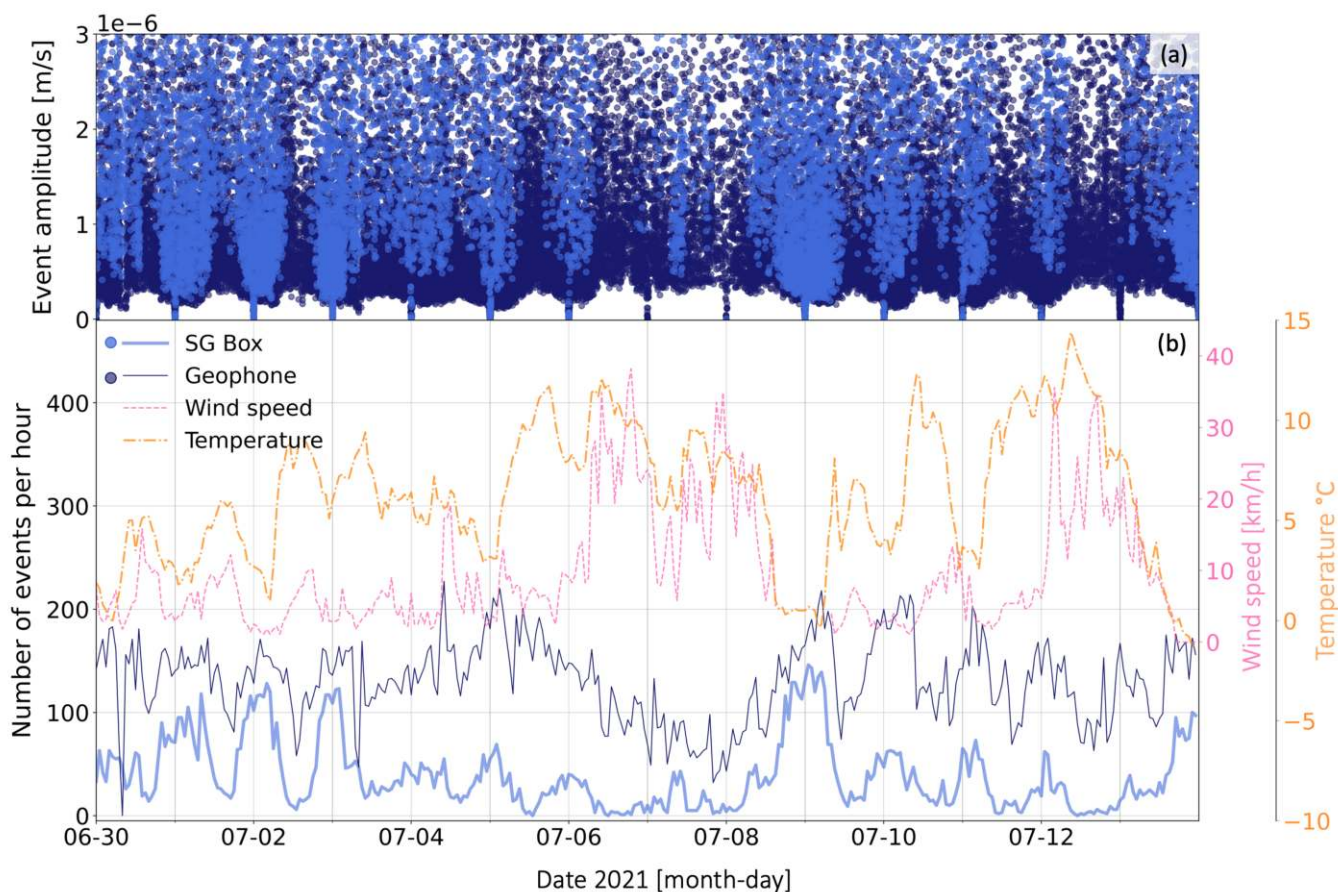 1e-6
(a)
Event amplitude [m/s]
3
2
1
0
(b)
SG Box
Geophone
Wind speed
Temperature
Number of events per hour
400
300
200
100
0
40
30
20
10
0
Wind speed [km/h]
15
10
5
0
−5
−10
Temperature °C
06-30 07-02 07-04 07-06 07-08 07-10 07-12
Date 2021 [month-day]